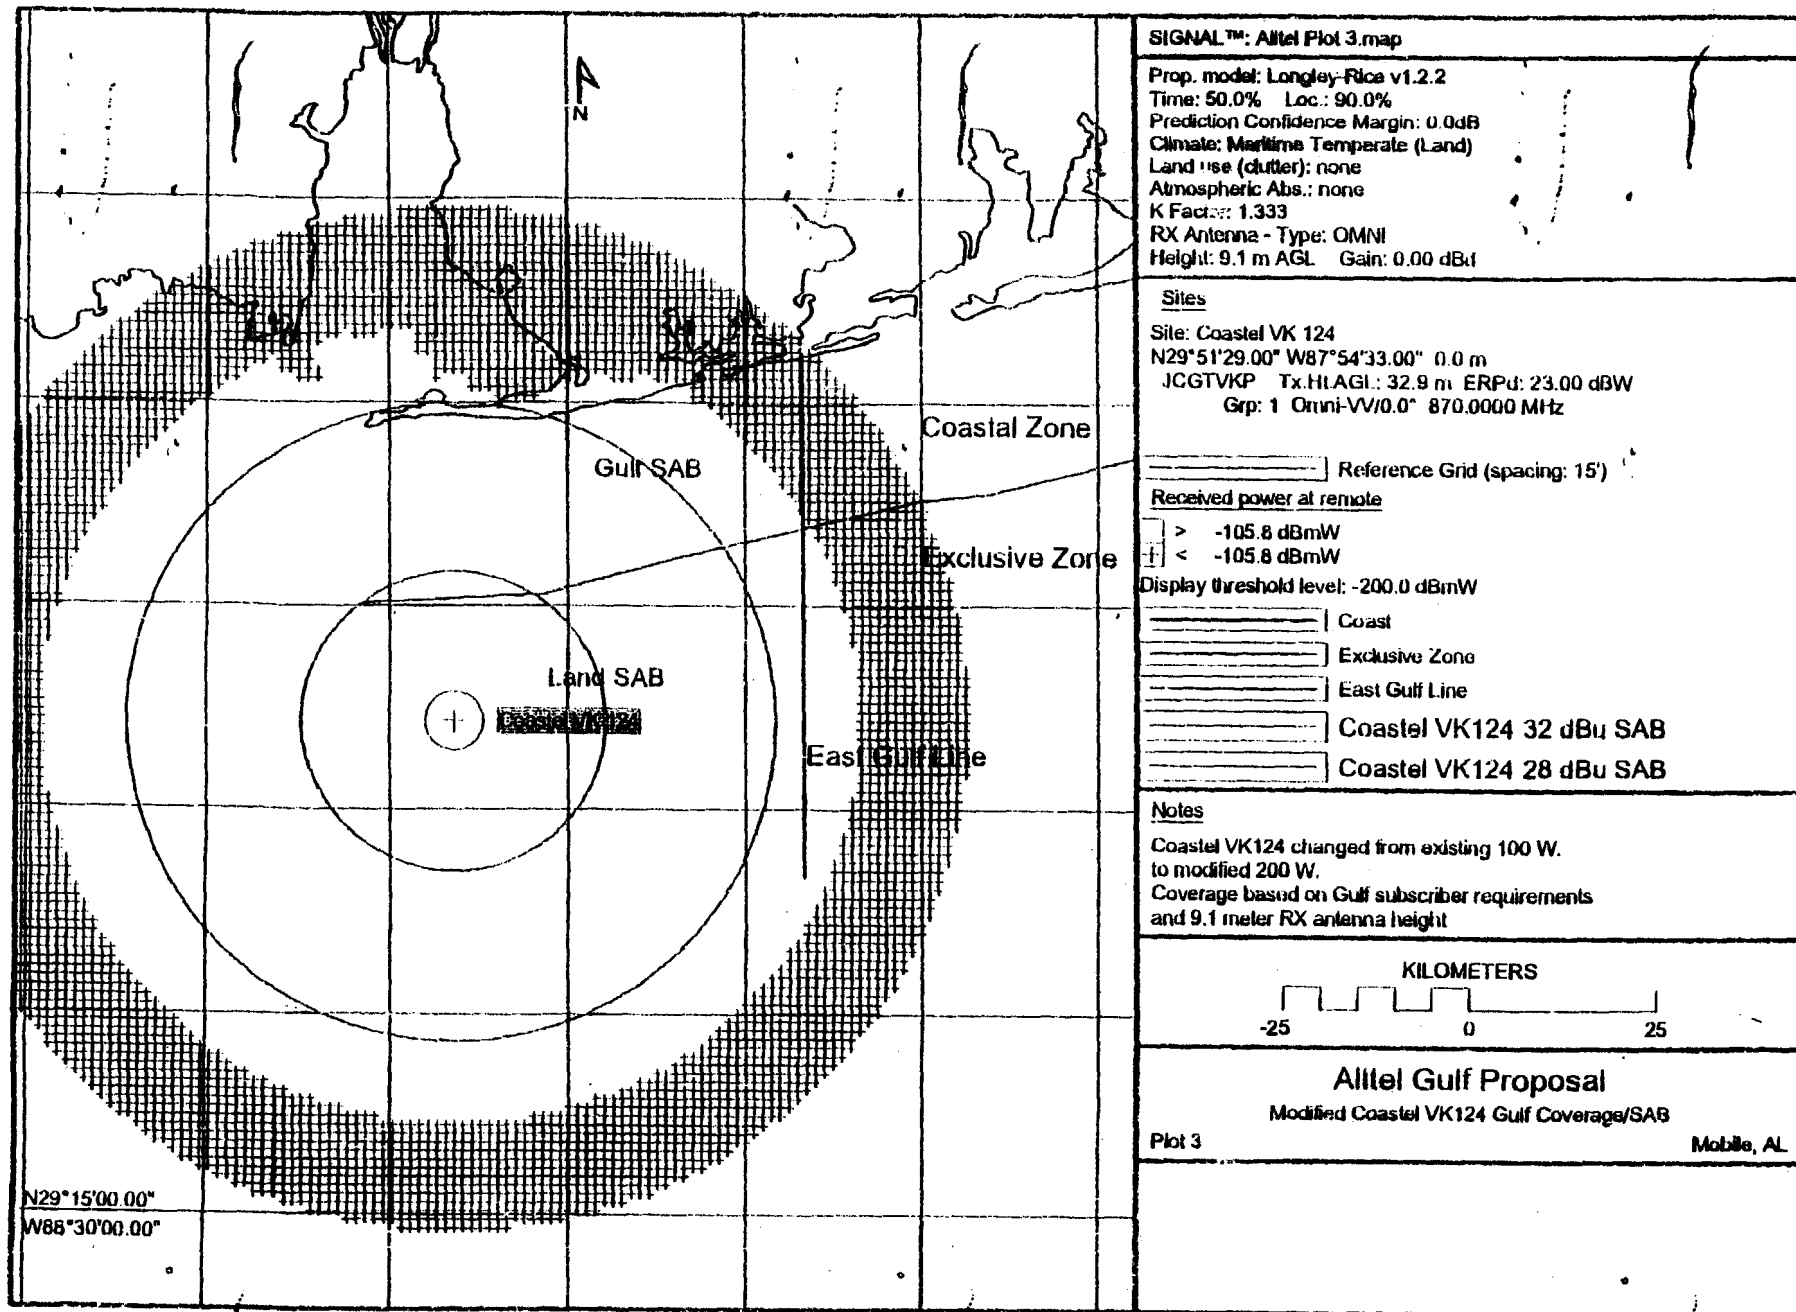 N
Coastal Zone
Gulf SAB
Exclusive Zone
Land SAB
Coastel VK124
East Gulf Line
N29°15'00.00"
W88°30'00.00"
SIGNAL™: Alltel Plot 3.map
Prop. model: Longley-Rice v1.2.2
Time: 50.0% Loc.: 90.0%
Prediction Confidence Margin: 0.0dB
Climate: Maritime Temperate (Land)
Land use (clutter): none
Atmospheric Abs.: none
K Factor: 1.333
RX Antenna - Type: OMNI
Height: 9.1 m AGL Gain: 0.00 dBd
Sites
Site: Coastel VK 124
N29°51'29.00" W87°54'33.00" 0.0 m
JCGTVKP Tx.Ht.AGL: 32.9 m ERPd: 23.00 dBW
Grp: 1 Omni-VV/0.0° 870.0000 MHz
Reference Grid (spacing: 15')
Received power at remote
> -105.8 dBmW
< -105.8 dBmW
Display threshold level: -200.0 dBmW
Coast
Exclusive Zone
East Gulf Line
Coastel VK124 32 dBu SAB
Coastel VK124 28 dBu SAB
Notes
Coastel VK124 changed from existing 100 W.
to modified 200 W.
Coverage based on Gulf subscriber requirements
and 9.1 meter RX antenna height
KILOMETERS
-25 0 25
Alltel Gulf Proposal
Modified Coastel VK124 Gulf Coverage/SAB
Plot 3 Mobile, AL